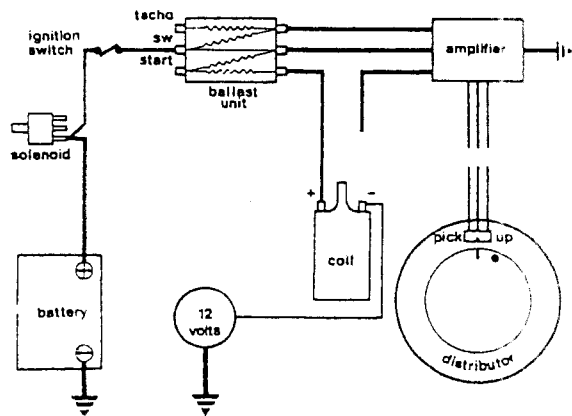 tacho
ignition
switch
sw
start
ballast
unit
amplifier
solenoid
+
−
coil
pick up
battery
12
volts
distributor